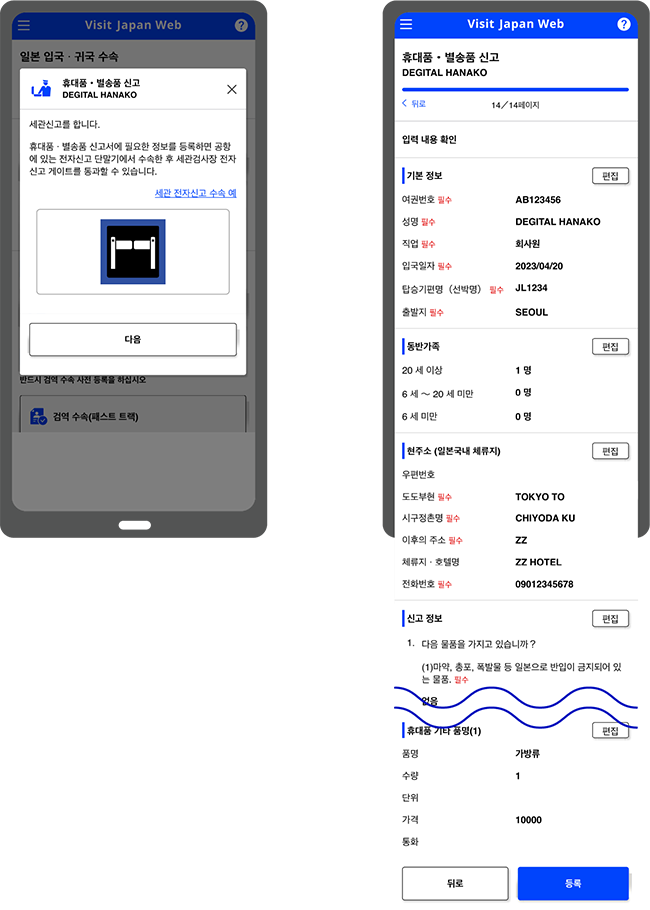 Visit Japan Web
?
일본 입국 · 귀국 수속
휴대품 · 별송품 신고
DEGITAL HANAKO
세관신고를 합니다.
휴대품 · 별송품 신고서에 필요한 정보를 등록하면 공항
에 있는 전자신고 단말기에서 수속한 후 세관검사장 전자
신고 게이트를 통과할 수 있습니다.
세관 전자신고 수속 예
다음
반드시 검역 수속 사전 등록을 하십시오
검역 수속(패스트 트랙)
Visit Japan Web
?
휴대품 · 별송품 신고
DEGITAL HANAKO
뒤로 14／14페이지
입력 내용 확인
기본 정보 편집
여권번호 필수 AB123456
성명 필수 DEGITAL HANAKO
직업 필수 회사원
입국일자 필수 2023/04/20
탑승기편명（선박명） 필수 JL1234
출발지 필수 SEOUL
동반가족 편집
20 세 이상 1 명
6 세 ～ 20 세 미만 0 명
6 세 미만 0 명
현주소 (일본국내 체류지) 편집
우편번호
도도부현 필수 TOKYO TO
시구정촌명 필수 CHIYODA KU
이후의 주소 필수 ZZ
체류지 · 호텔명 ZZ HOTEL
전화번호 필수 09012345678
신고 정보 편집
1. 다음 물품을 가지고 있습니까？
(1)마약, 총포, 폭발물 등 일본으로 반입이 금지되어 있
는 물품. 필수
없음
휴대품 기타 품명(1) 편집
품명 가방류
수량 1
단위
가격 10000
통화
뒤로 등록